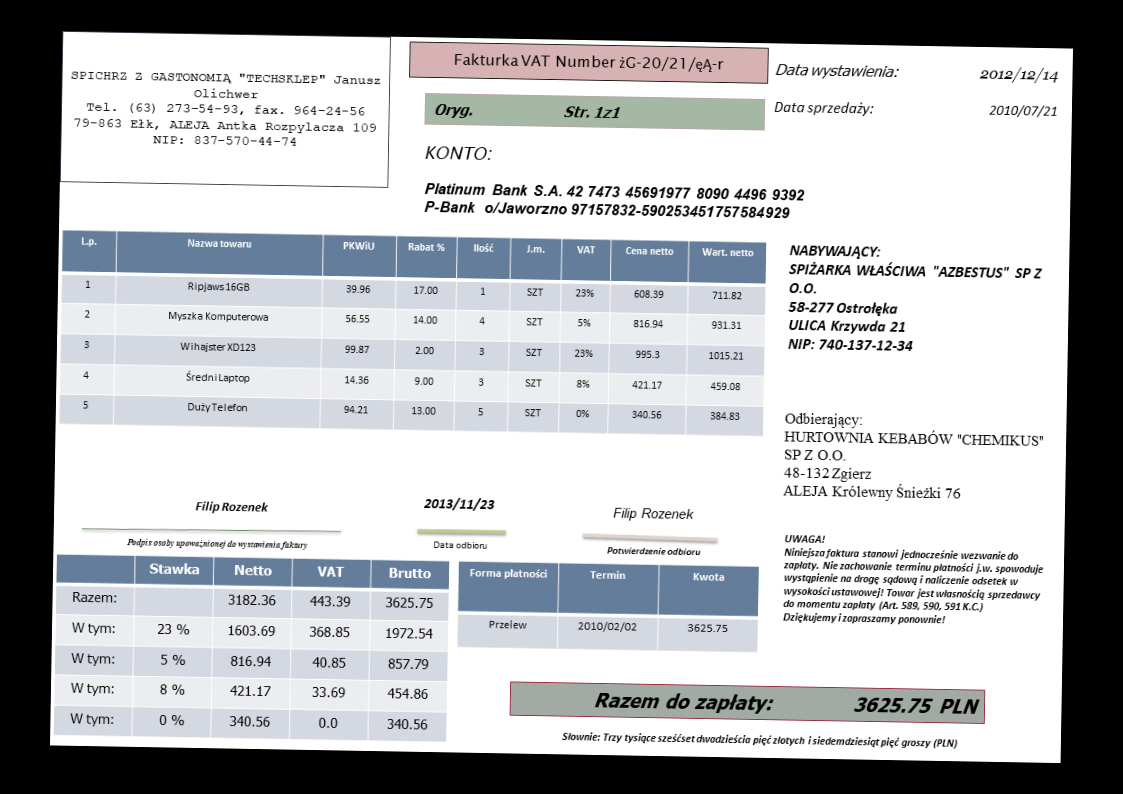 SPICHRZ Z GASTONOMIĄ "TECHSKLEP" Janusz
Olichwer
Tel. (63) 273-54-93, fax. 964-24-56
79-863 Ełk, ALEJA Antka Rozpylacza 109
NIP: 837-570-44-74
Fakturka VAT Number żG-20/21/ęĄ-r
Oryg. Str. 1z1
Data wystawienia: 2012/12/14
Data sprzedaży: 2010/07/21
KONTO:
Platinum Bank S.A. 42 7473 45691977 8090 4496 9392
P-Bank o/Jaworzno 97157832-590253451757584929
L.p. Nazwa towaru PKWiU Rabat % Ilość J.m. VAT Cena netto Wart. netto
1 Ripjaws16GB 39.96 17.00 1 SZT 23% 608.39 711.82
2 Myszka Komputerowa 56.55 14.00 4 SZT 5% 816.94 931.31
3 Wihajster XD123 99.87 2.00 3 SZT 23% 995.3 1015.21
4 Średni Laptop 14.36 9.00 3 SZT 8% 421.17 459.08
5 Duży Telefon 94.21 13.00 5 SZT 0% 340.56 384.83
NABYWAJĄCY:
SPIŻARKA WŁAŚCIWA "AZBESTUS" SP Z
O.O.
58-277 Ostrołęka
ULICA Krzywda 21
NIP: 740-137-12-34
Odbierający:
HURTOWNIA KEBABÓW "CHEMIKUS"
SP Z O.O.
48-132 Zgierz
ALEJA Królewny Śnieżki 76
Filip Rozenek
Podpis osoby upoważnionej do wystawienia faktury
2013/11/23
Data odbioru
Filip Rozenek
Potwierdzenie odbioru
UWAGA!
Niniejsza faktura stanowi jednocześnie wezwanie do
zapłaty. Nie zachowanie terminu płatności j.w. spowoduje
wystąpienie na drogę sądową i naliczenie odsetek w
wysokości ustawowej! Towar jest własnością sprzedawcy
do momentu zapłaty (Art. 589, 590, 591 K.C.)
Dziękujemy i zapraszamy ponownie!
Stawka Netto VAT Brutto
Razem: 3182.36 443.39 3625.75
W tym: 23 % 1603.69 368.85 1972.54
W tym: 5 % 816.94 40.85 857.79
W tym: 8 % 421.17 33.69 454.86
W tym: 0 % 340.56 0.0 340.56
Forma płatności Termin Kwota
Przelew 2010/02/02 3625.75
Razem do zapłaty: 3625.75 PLN
Słownie: Trzy tysiące sześćset dwadzieścia pięć złotych i siedemdziesiąt pięć groszy (PLN)